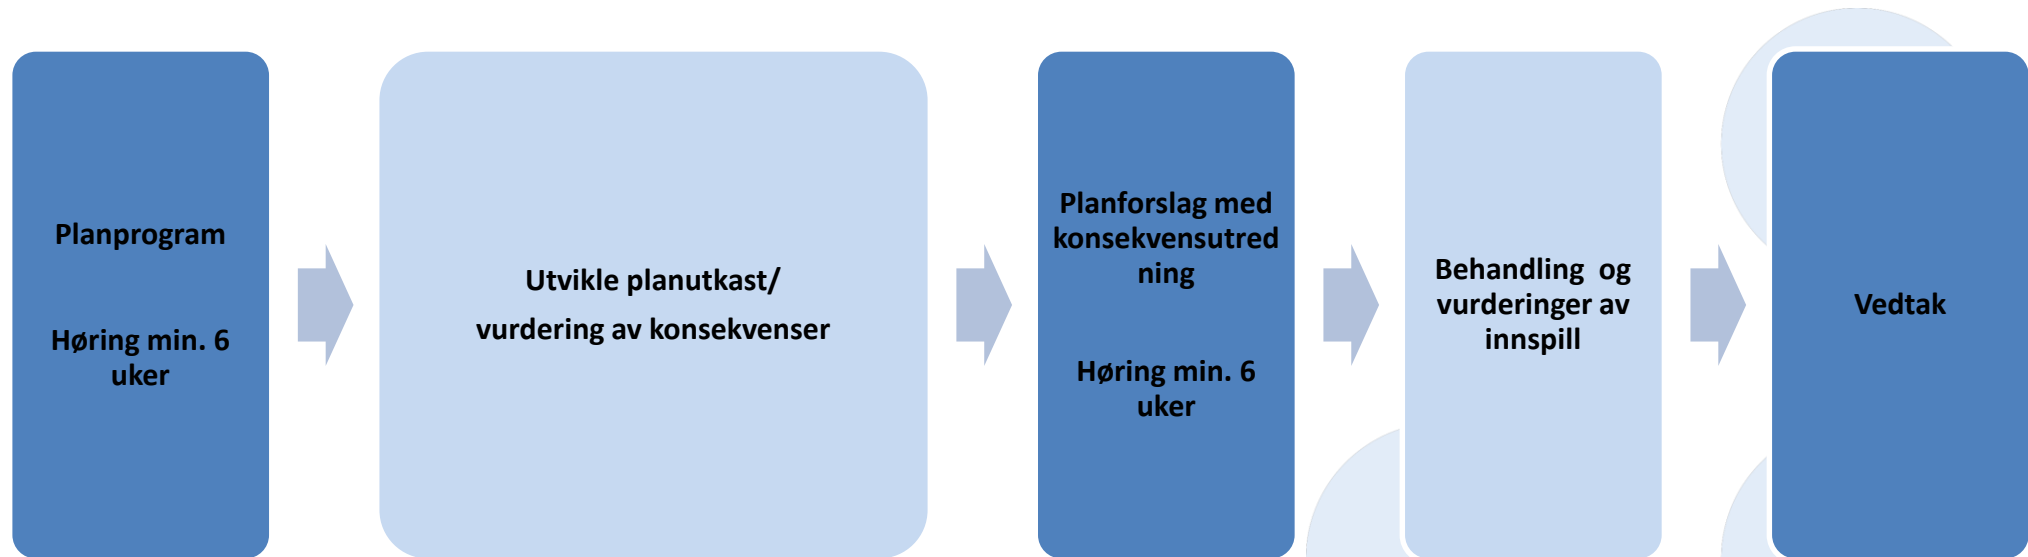 Planprogram
Høring min. 6
uker
Utvikle planutkast/
vurdering av konsekvenser
Planforslag med
konsekvensutred
ning
Høring min. 6
uker
Behandling  og
vurderinger av
innspill
Vedtak